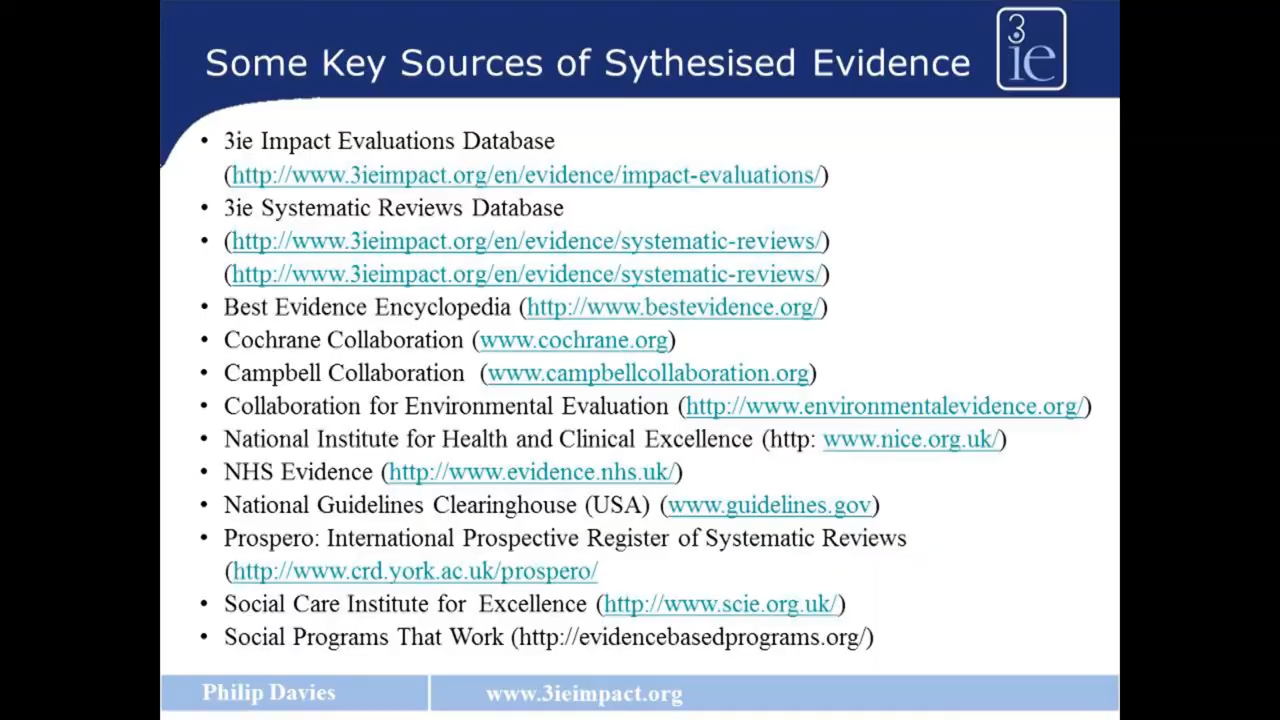 Some Key Sources of Sythesised Evidence
3
ie
• 3ie Impact Evaluations Database
(http://www.3ieimpact.org/en/evidence/impact-evaluations/)
• 3ie Systematic Reviews Database
• (http://www.3ieimpact.org/en/evidence/systematic-reviews/)
(http://www.3ieimpact.org/en/evidence/systematic-reviews/)
• Best Evidence Encyclopedia (http://www.bestevidence.org/)
• Cochrane Collaboration (www.cochrane.org)
• Campbell Collaboration (www.campbellcollaboration.org)
• Collaboration for Environmental Evaluation (http://www.environmentalevidence.org/)
• National Institute for Health and Clinical Excellence (http: www.nice.org.uk/)
• NHS Evidence (http://www.evidence.nhs.uk/)
• National Guidelines Clearinghouse (USA) (www.guidelines.gov)
• Prospero: International Prospective Register of Systematic Reviews
(http://www.crd.york.ac.uk/prospero/
• Social Care Institute for Excellence (http://www.scie.org.uk/)
• Social Programs That Work (http://evidencebasedprograms.org/)
Philip Davies
www.3ieimpact.org